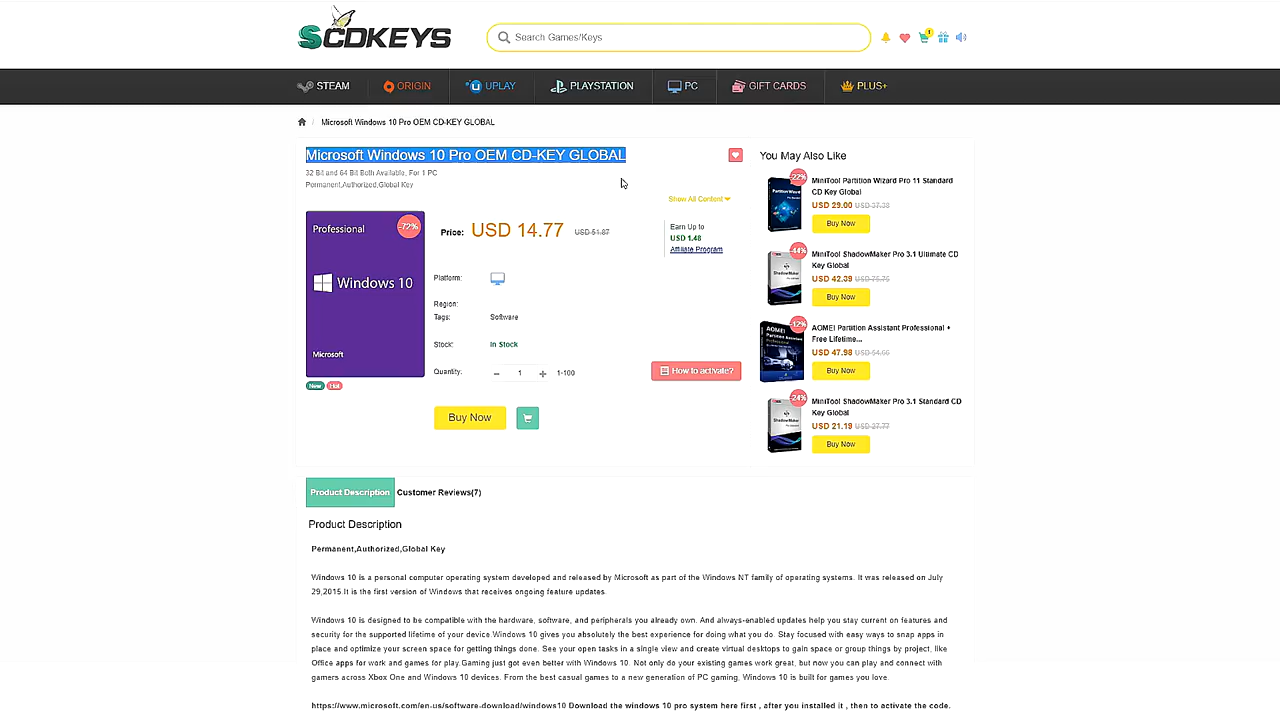 SCDKEYS
Search Games/Keys
1
STEAM
ORIGIN
UPLAY
PLAYSTATION
PC
GIFT CARDS
PLUS+
/ Microsoft Windows 10 Pro OEM CD-KEY GLOBAL
Microsoft Windows 10 Pro OEM CD-KEY GLOBAL
32 Bit and 64 Bit Both Available, For 1 PC
Permanent,Authorized,Global Key
Show All Content
Professional
-72%
Windows 10
Microsoft
New Hot
Price: USD 14.77 USD 51.87
Earn Up to
USD 1.48
Affiliate Program
Platform:
Region:
Tags: Software
Stock: In Stock
Quantity: − 1 + 1-100
How to activate?
Buy Now
You May Also Like
-22%
MiniTool Partition Wizard Pro 11 Standard
CD Key Global
USD 29.00 USD 37.38
Buy Now
-44%
MiniTool ShadowMaker Pro 3.1 Ultimate CD
Key Global
USD 42.39 USD 75.75
Buy Now
-12%
AOMEI Partition Assistant Professional +
Free Lifetime...
USD 47.98 USD 54.66
Buy Now
-24%
MiniTool ShadowMaker Pro 3.1 Standard CD
Key Global
USD 21.19 USD 27.77
Buy Now
Product Description
Customer Reviews(7)
Product Description
Permanent,Authorized,Global Key
Windows 10 is a personal computer operating system developed and released by Microsoft as part of the Windows NT family of operating systems. It was released on July
29,2015.It is the first version of Windows that receives ongoing feature updates.
Windows 10 is designed to be compatible with the hardware, software, and peripherals you already own. And always-enabled updates help you stay current on features and
security for the supported lifetime of your device.Windows 10 gives you absolutely the best experience for doing what you do. Stay focused with easy ways to snap apps in
place and optimize your screen space for getting things done. See your open tasks in a single view and create virtual desktops to gain space or group things by project, like
Office apps for work and games for play.Gaming just got even better with Windows 10. Not only do your existing games work great, but now you can play and connect with
gamers across Xbox One and Windows 10 devices. From the best casual games to a new generation of PC gaming, Windows 10 is built for games you love.
https://www.microsoft.com/en-us/software-download/windows10 Download the windows 10 pro system here first , after you installed it , then to activate the code.